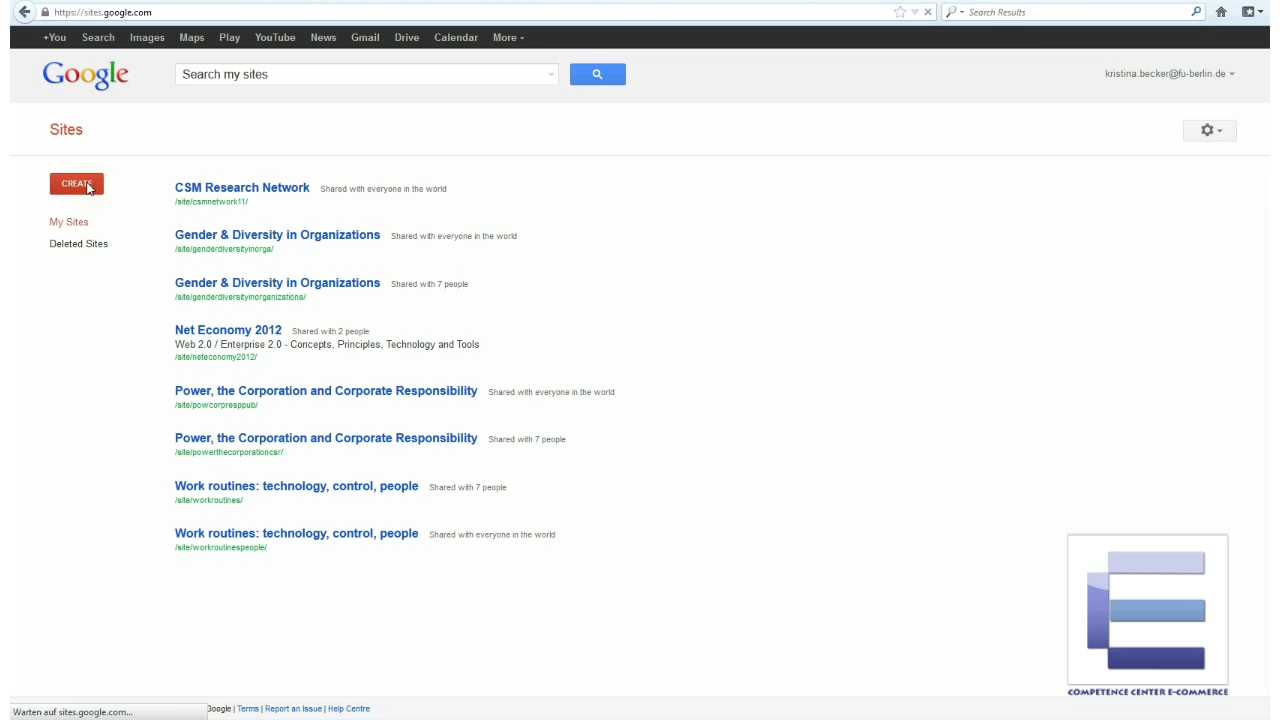 https://sites.google.com
Search Results
+You Search Images Maps Play YouTube News Gmail Drive Calendar More
Google Search my sites kristina.becker@fu-berlin.de
Sites
CREATE
My Sites
Deleted Sites
CSM Research Network Shared with everyone in the world
/site/csmnetwork11/
Gender & Diversity in Organizations Shared with everyone in the world
/site/genderdiversityinorga/
Gender & Diversity in Organizations Shared with 7 people
/site/genderdiversityinorganizations/
Net Economy 2012 Shared with 2 people
Web 2.0 / Enterprise 2.0 - Concepts, Principles, Technology and Tools
/site/neteconomy2012/
Power, the Corporation and Corporate Responsibility Shared with everyone in the world
/site/powcorpresppub/
Power, the Corporation and Corporate Responsibility Shared with 7 people
/site/powerthecorporationcsr/
Work routines: technology, control, people Shared with 7 people
/site/workroutines/
Work routines: technology, control, people Shared with everyone in the world
/site/workroutinespeople/
COMPETENCE CENTER E-COMMERCE
Warten auf sites.google.com... Google | Terms | Report an Issue | Help Centre